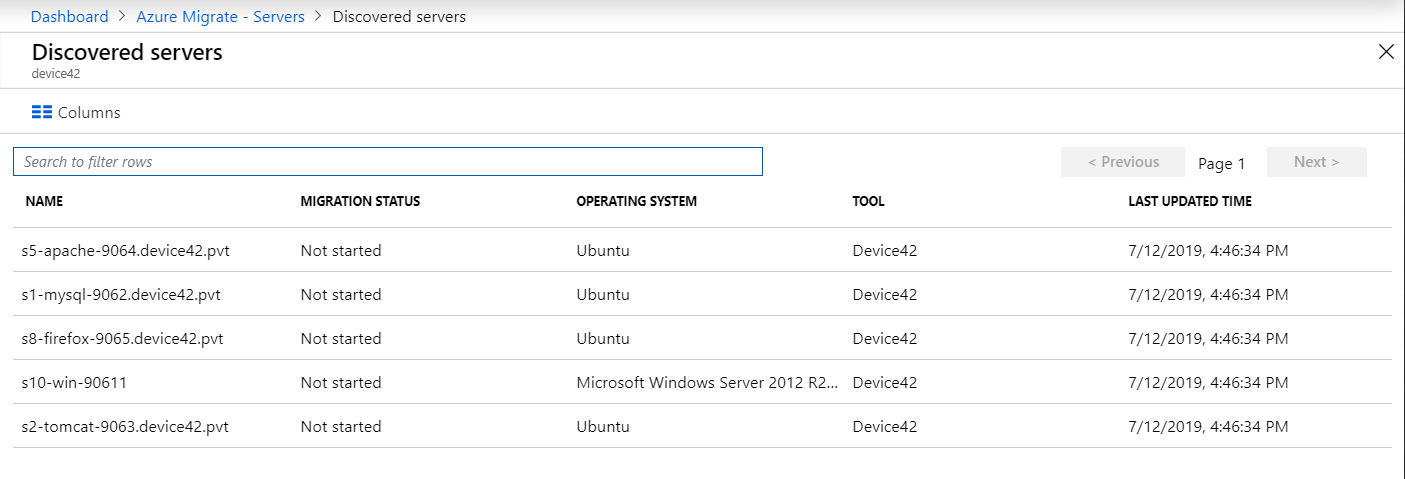 Dashboard > Azure Migrate - Servers > Discovered servers
Discovered servers
device42
Columns
Search to filter rows < Previous Page 1 Next >
NAME MIGRATION STATUS OPERATING SYSTEM TOOL LAST UPDATED TIME
s5-apache-9064.device42.pvt Not started Ubuntu Device42 7/12/2019, 4:46:34 PM
s1-mysql-9062.device42.pvt Not started Ubuntu Device42 7/12/2019, 4:46:34 PM
s8-firefox-9065.device42.pvt Not started Ubuntu Device42 7/12/2019, 4:46:34 PM
s10-win-90611 Not started Microsoft Windows Server 2012 R2... Device42 7/12/2019, 4:46:34 PM
s2-tomcat-9063.device42.pvt Not started Ubuntu Device42 7/12/2019, 4:46:34 PM